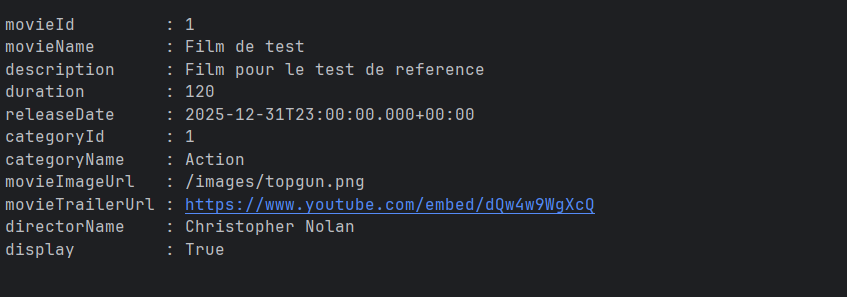 movieId         : 1
movieName       : Film de test
description     : Film pour le test de reference
duration        : 120
releaseDate     : 2025-12-31T23:00:00.000+00:00
categoryId      : 1
categoryName    : Action
movieImageUrl   : /images/topgun.png
movieTrailerUrl : https://www.youtube.com/embed/dQw4w9WgXcQ
directorName    : Christopher Nolan
display         : True